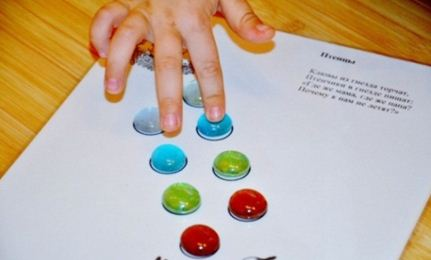 Птенцы
Клювы из гнезда торчат,
Птенчики в гнезде пищат:
«Где же мама, где же папа?
Почему к нам не летят?»